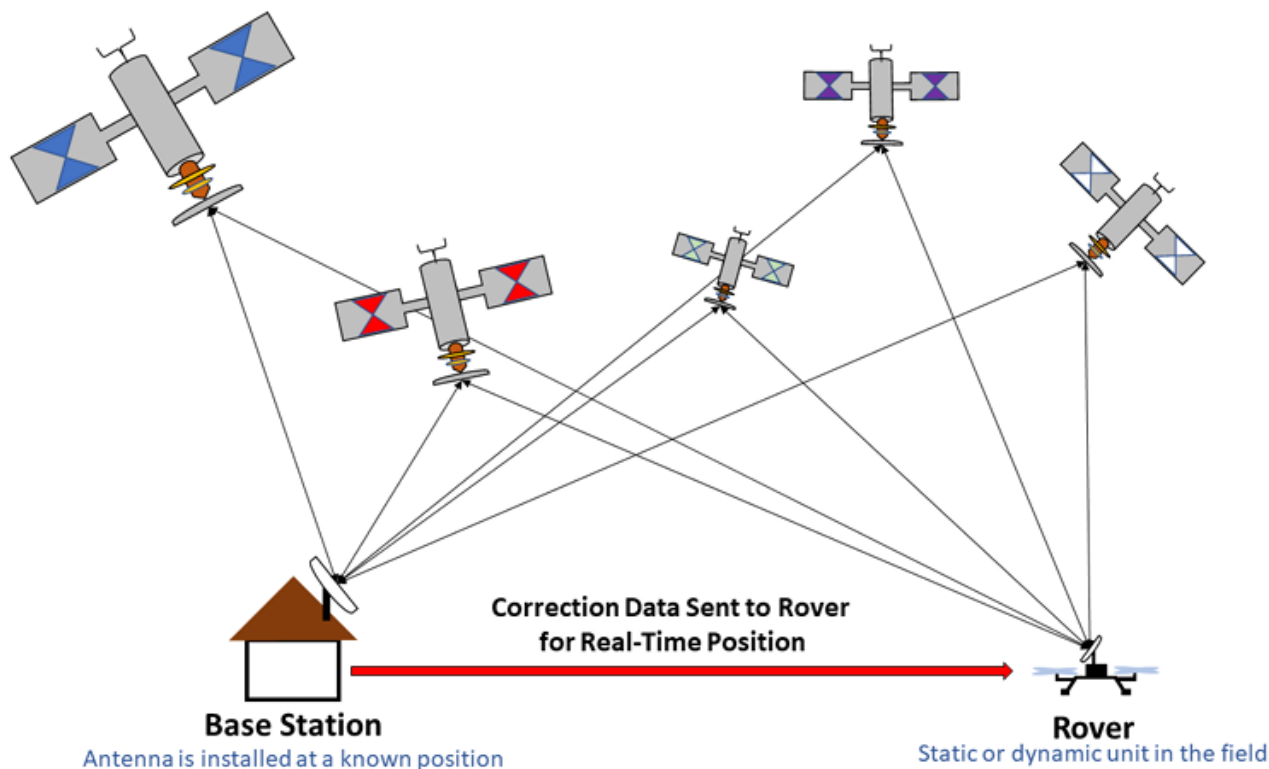 Correction Data Sent to Rover
for Real-Time Position
Base Station
Antenna is installed at a known position
Rover
Static or dynamic unit in the field